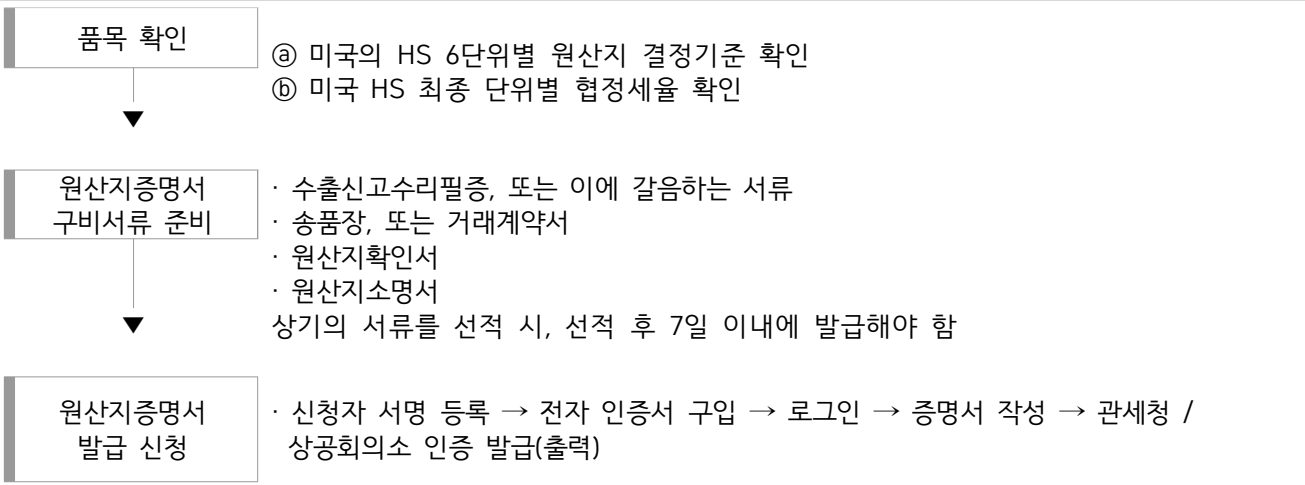 품목 확인
ⓐ 미국의 HS 6단위별 원산지 결정기준 확인
ⓑ 미국 HS 최종 단위별 협정세율 확인
▼
원산지증명서
구비서류 준비
· 수출신고수리필증, 또는 이에 갈음하는 서류
· 송품장, 또는 거래계약서
· 원산지확인서
· 원산지소명서
상기의 서류를 선적 시, 선적 후 7일 이내에 발급해야 함
▼
원산지증명서
발급 신청
· 신청자 서명 등록 → 전자 인증서 구입 → 로그인 → 증명서 작성 → 관세청 /
상공회의소 인증 발급(출력)